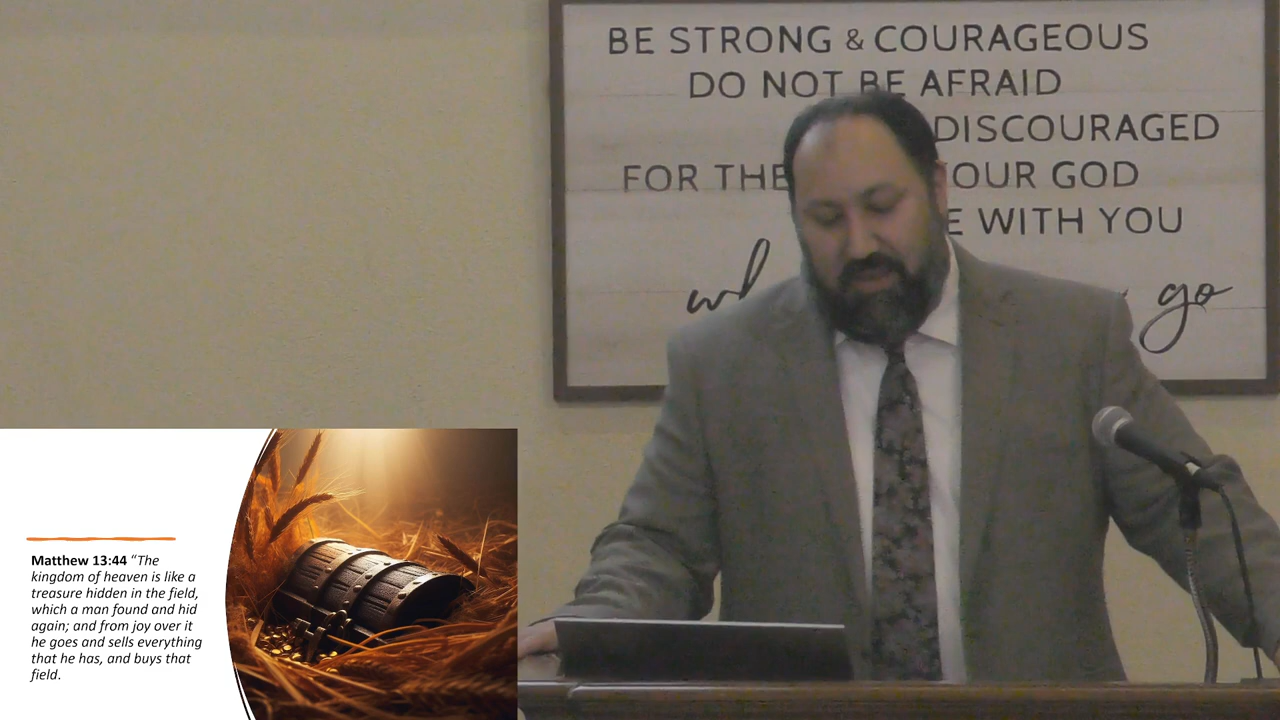 BE STRONG & COURAGEOUS
DO NOT BE AFRAID
DISCOURAGED
FOR THE OUR GOD
E WITH YOU
go
Matthew 13:44 “The
kingdom of heaven is like a
treasure hidden in the field,
which a man found and hid
again; and from joy over it
he goes and sells everything
that he has, and buys that
field.